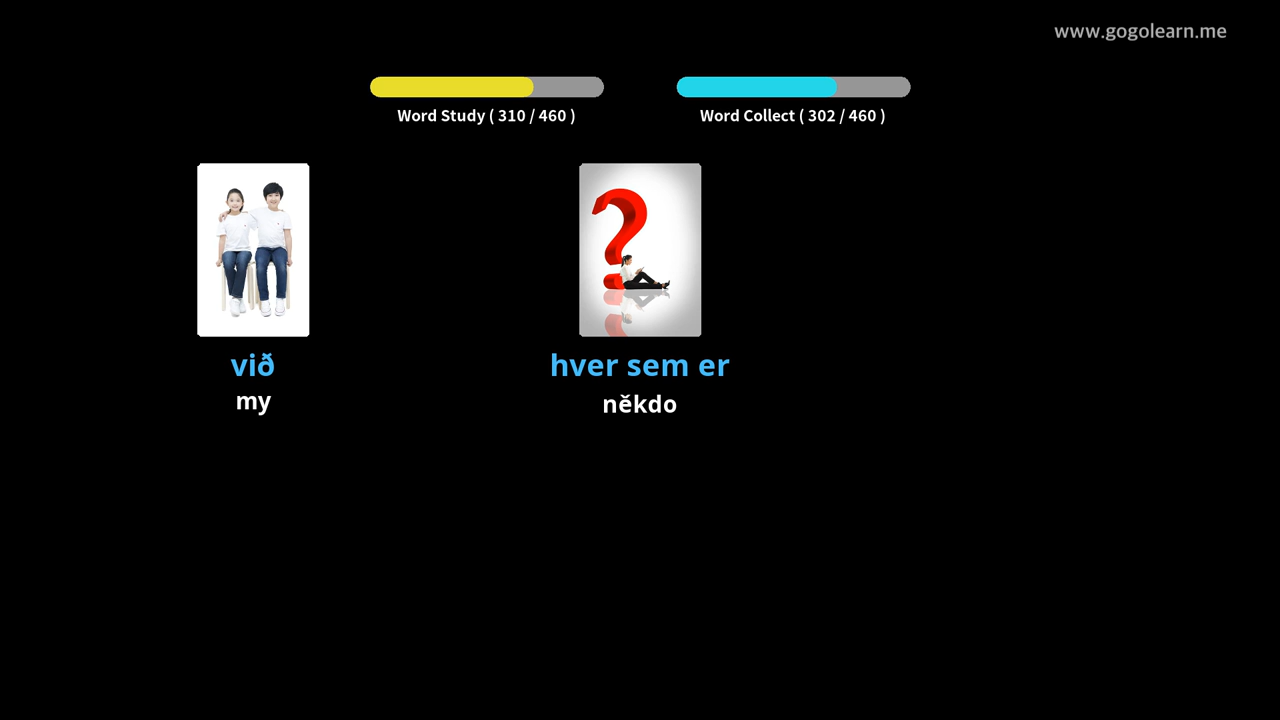 www.gogolearn.me
Word Study ( 310 / 460 )
Word Collect ( 302 / 460 )
við
my
hver sem er
někdo